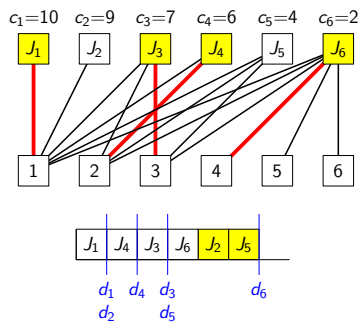 c₁=10 c₂=9 c₃=7 c₄=6 c₅=4 c₆=2
J₁ J₂ J₃ J₄ J₅ J₆
1 2 3 4 5 6
J₁ J₄ J₃ J₆ J₂ J₅
d₁ d₄ d₃ d₆
d₂ d₅